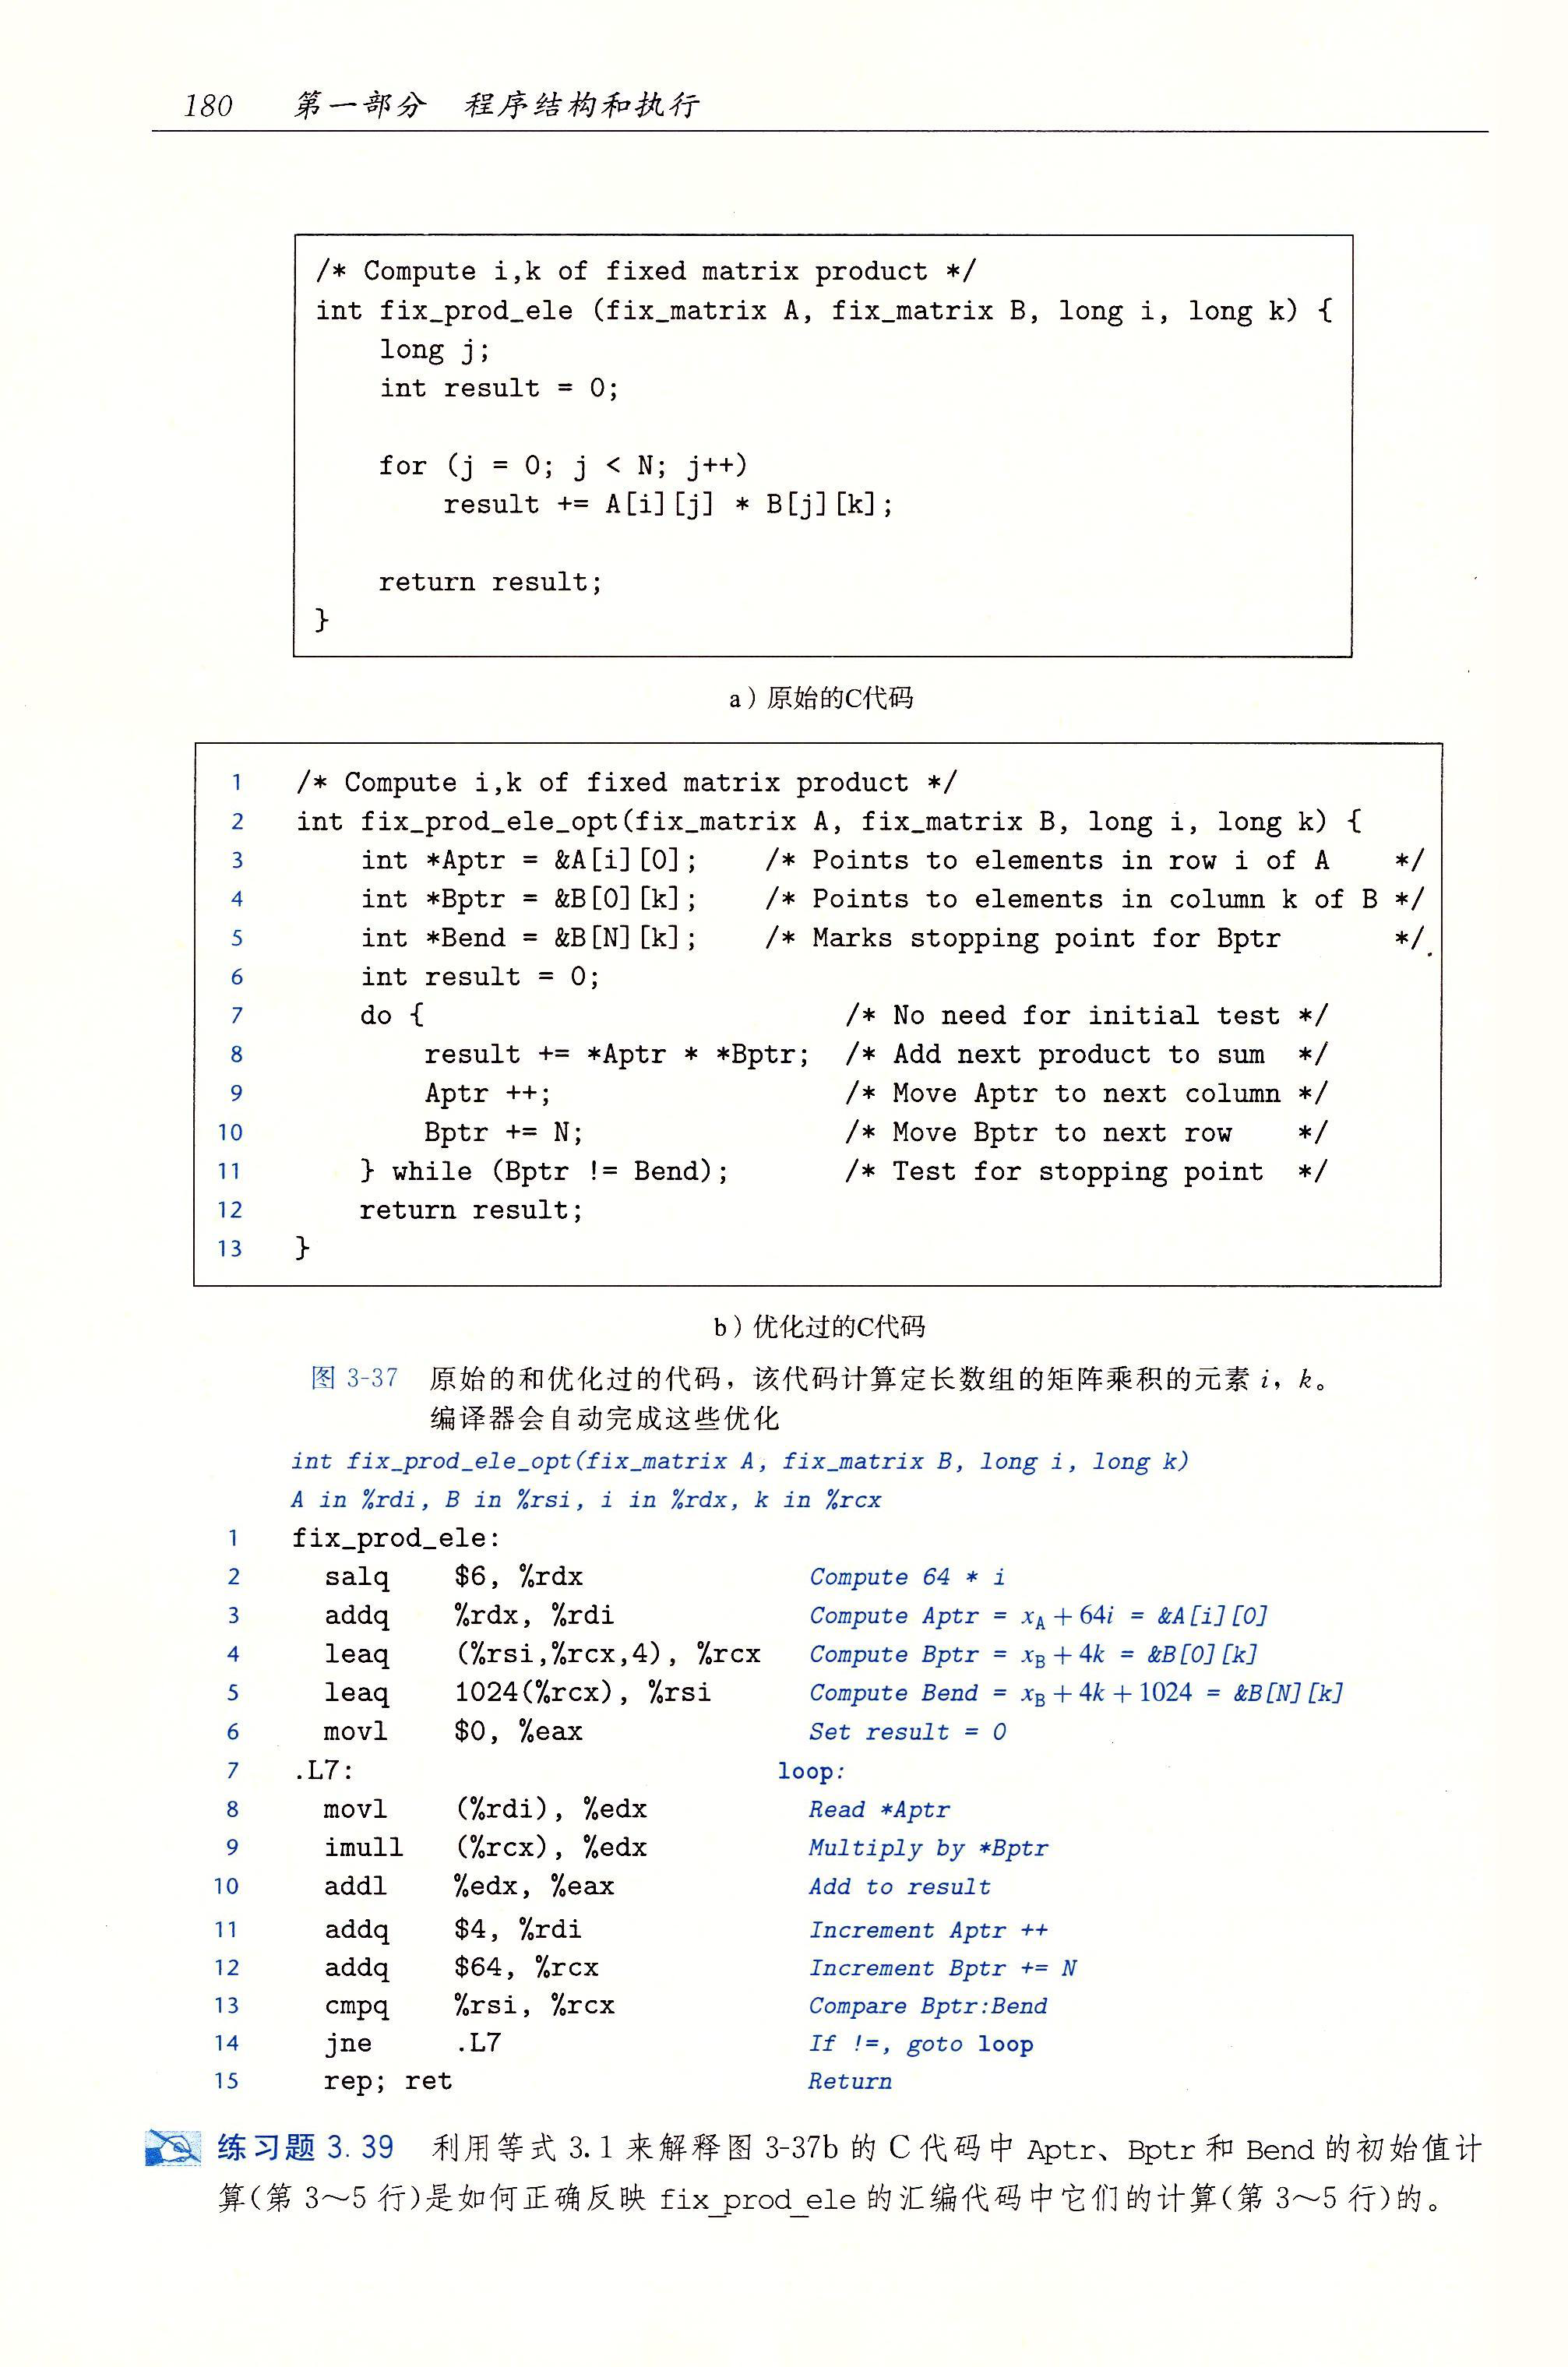 180 第一部分 程序结构和执行
/* Compute i,k of fixed matrix product */
int fix_prod_ele (fix_matrix A, fix_matrix B, long i, long k) {
    long j;
    int result = 0;
    for (j = 0; j < N; j++)
        result += A[i][j] * B[j][k];
    return result;
}
a）原始的C代码
1 /* Compute i,k of fixed matrix product */
2 int fix_prod_ele_opt(fix_matrix A, fix_matrix B, long i, long k) {
3     int *Aptr = &A[i][0];    /* Points to elements in row i of A    */
4     int *Bptr = &B[0][k];    /* Points to elements in column k of B */
5     int *Bend = &B[N][k];    /* Marks stopping point for Bptr       */
6     int result = 0;
7     do {                          /* No need for initial test */
8         result += *Aptr * *Bptr;  /* Add next product to sum  */
9         Aptr ++;                  /* Move Aptr to next column */
10         Bptr += N;                /* Move Bptr to next row    */
11     } while (Bptr != Bend);       /* Test for stopping point  */
12     return result;
13 }
b）优化过的C代码
图 3-37 原始的和优化过的代码，该代码计算定长数组的矩阵乘积的元素 i，k。
编译器会自动完成这些优化
int fix_prod_ele_opt(fix_matrix A, fix_matrix B, long i, long k)
A in %rdi, B in %rsi, i in %rdx, k in %rcx
1 fix_prod_ele:
2 salq $6, %rdx Compute 64 * i
3 addq %rdx, %rdi Compute Aptr = xA + 64i = &A[i][0]
4 leaq (%rsi,%rcx,4), %rcx Compute Bptr = xB + 4k = &B[0][k]
5 leaq 1024(%rcx), %rsi Compute Bend = xB + 4k + 1024 = &B[N][k]
6 movl $0, %eax Set result = 0
7 .L7: loop:
8 movl (%rdi), %edx Read *Aptr
9 imull (%rcx), %edx Multiply by *Bptr
10 addl %edx, %eax Add to result
11 addq $4, %rdi Increment Aptr ++
12 addq $64, %rcx Increment Bptr += N
13 cmpq %rsi, %rcx Compare Bptr:Bend
14 jne .L7 If !=, goto loop
15 rep; ret Return
练习题 3.39 利用等式 3.1 来解释图 3-37b 的 C 代码中 Aptr、Bptr 和 Bend 的初始值计
算(第 3～5 行)是如何正确反映 fix_prod_ele 的汇编代码中它们的计算(第 3～5 行)的。